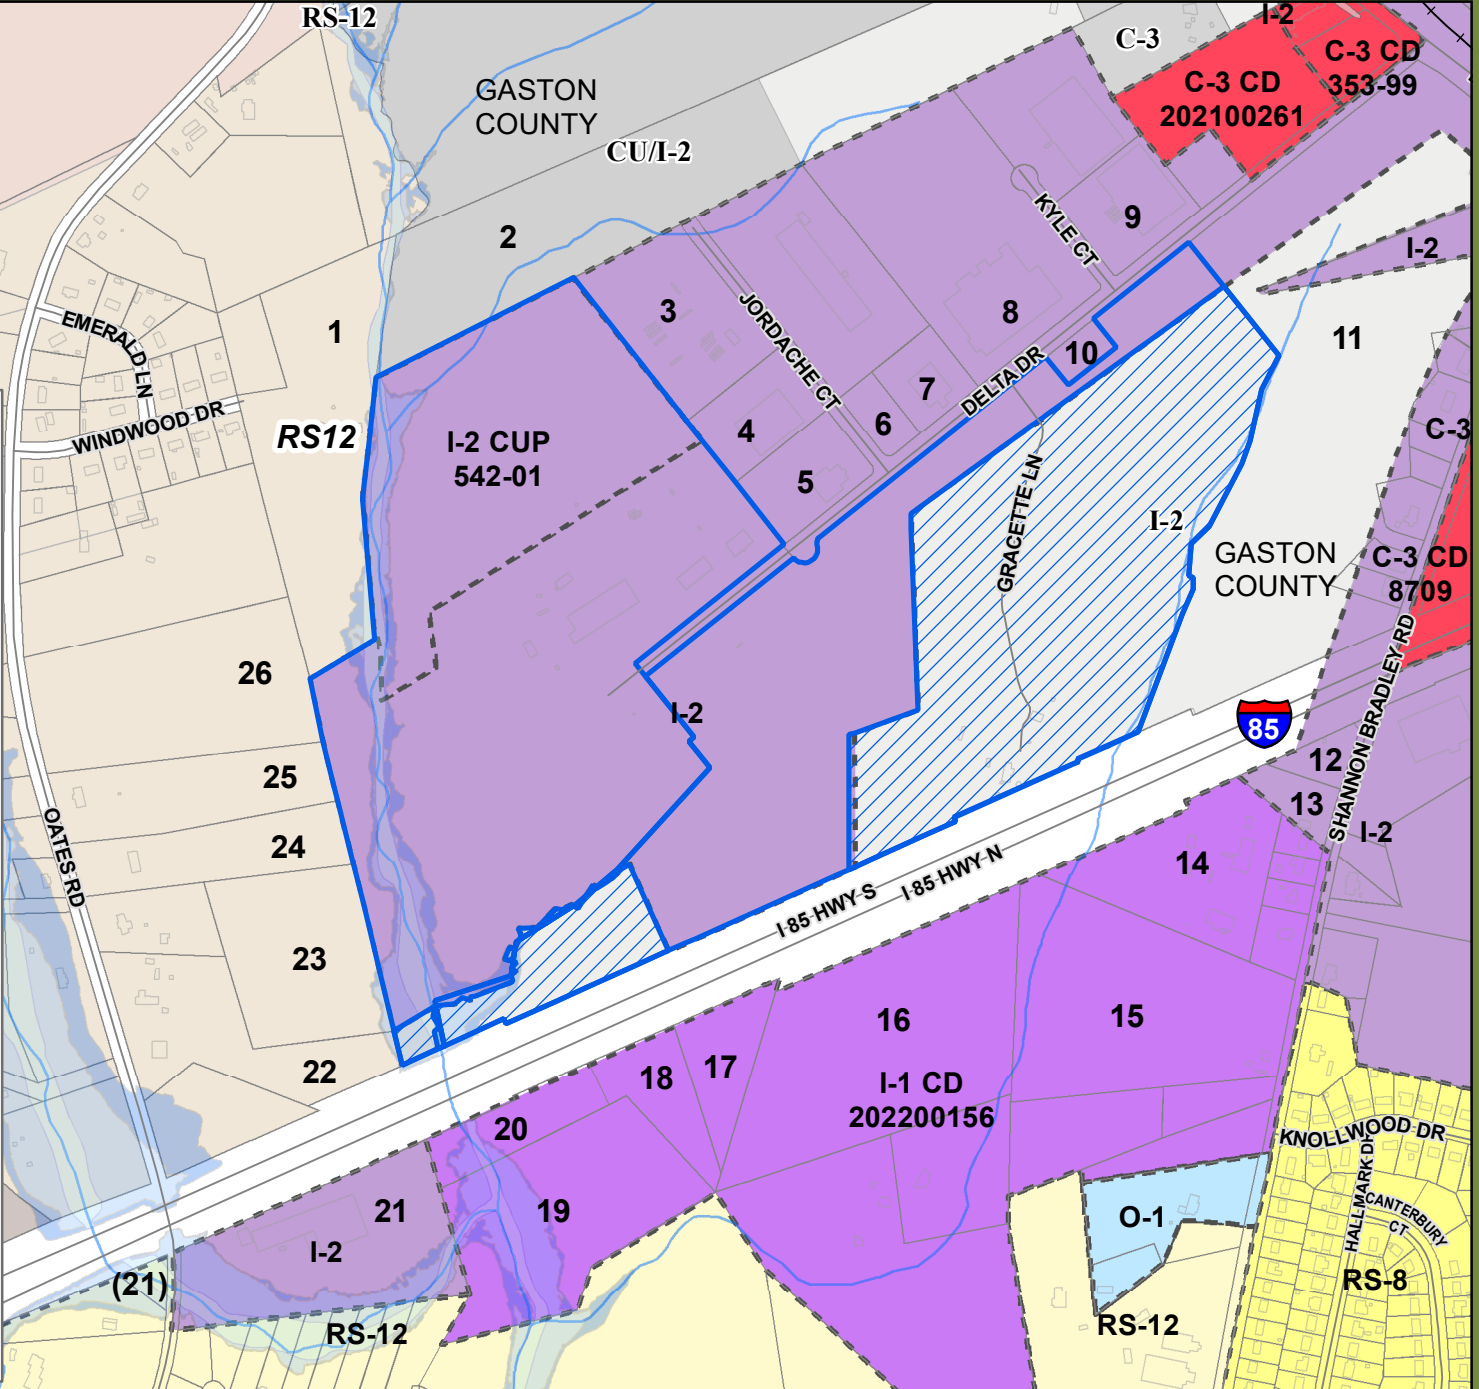 RS-12
I-2
C-3
C-3 CD
353-99
C-3 CD
202100261
GASTON
COUNTY
CU/I-2
KYLE CT
9
2
I-2
3
JORDACHE CT
8
EMERALD LN
1
11
10
DELTA DR
7
WINDWOOD DR
RS12
I-2 CUP
542-01
4
6
5
C-3
GRACETTE LN
I-2
GASTON
COUNTY
C-3 CD
8709
26
I-2
SHANNON BRADLEY RD
85
25
12
13
I-2
OATES RD
24
14
I 85 HWY S
I 85 HWY N
23
16
15
22
18
17
I-1 CD
202200156
20
KNOLLWOOD DR
HALLMARK DR
21
19
O-1
CANTERBURY
CT
I-2
(21)
RS-8
RS-12
RS-12